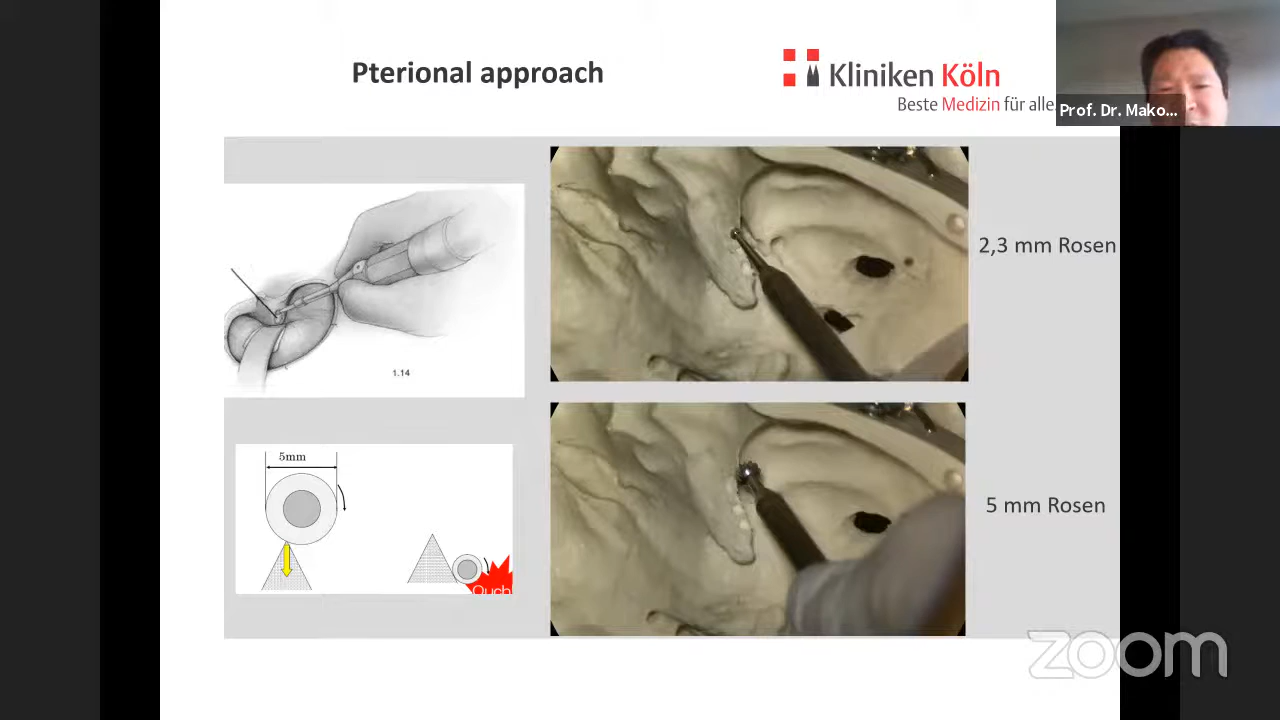 Pterional approach
Kliniken Köln
Beste Medizin für alle
Prof. Dr. Mako...
2,3 mm Rosen
1.14
5mm
5 mm Rosen
Ouch
zoom